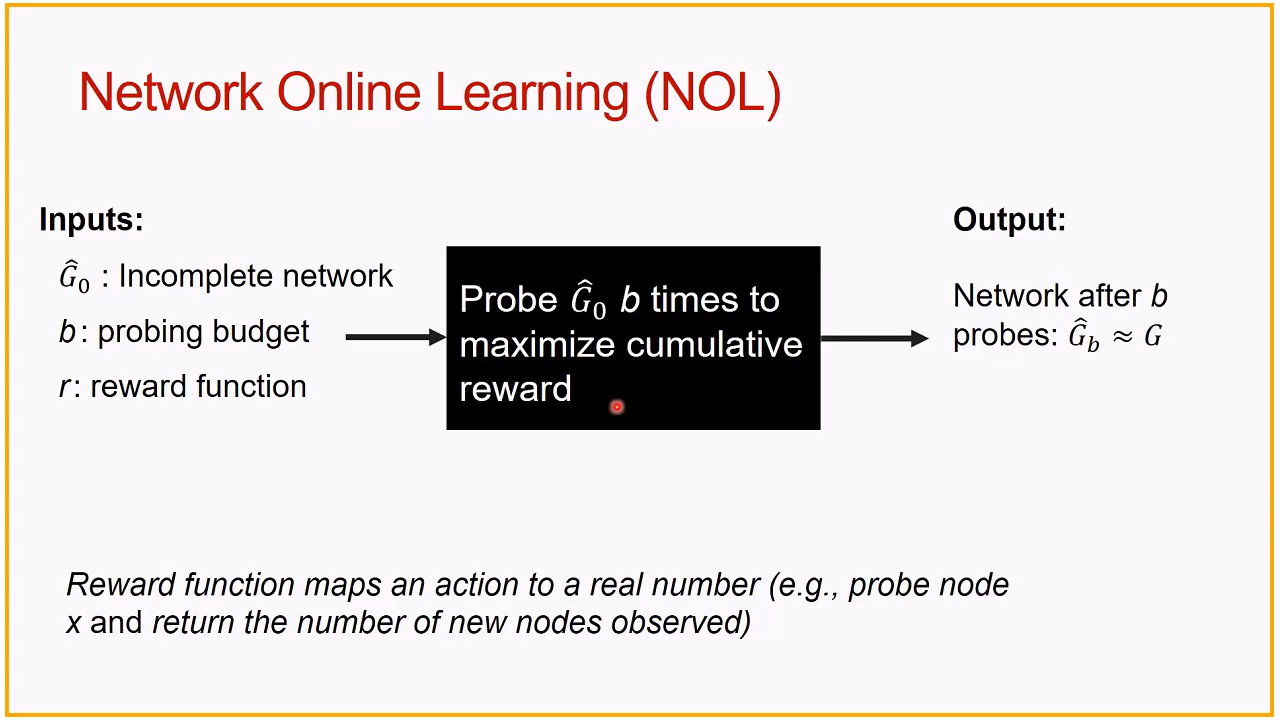 Network Online Learning (NOL)
Inputs:
Ĝ₀ : Incomplete network
b: probing budget
r: reward function
Probe Ĝ₀ b times to
maximize cumulative
reward
Output:
Network after b
probes: Ĝ_b ≈ G
Reward function maps an action to a real number (e.g., probe node
x and return the number of new nodes observed)